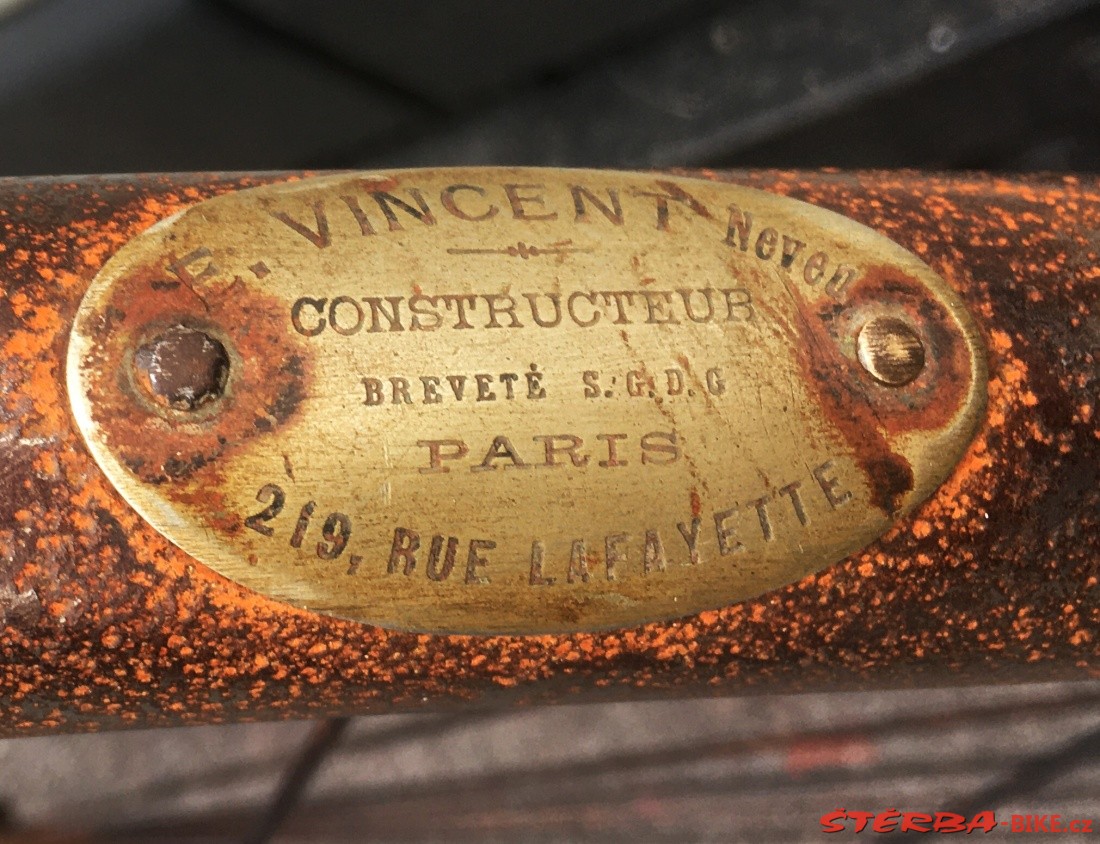 E. VINCENT Neveu
CONSTRUCTEUR
BREVETÉ S.G.D.G
PARIS
219, RUE LAFAYETTE
ŠTĚRBA-BIKE.cz